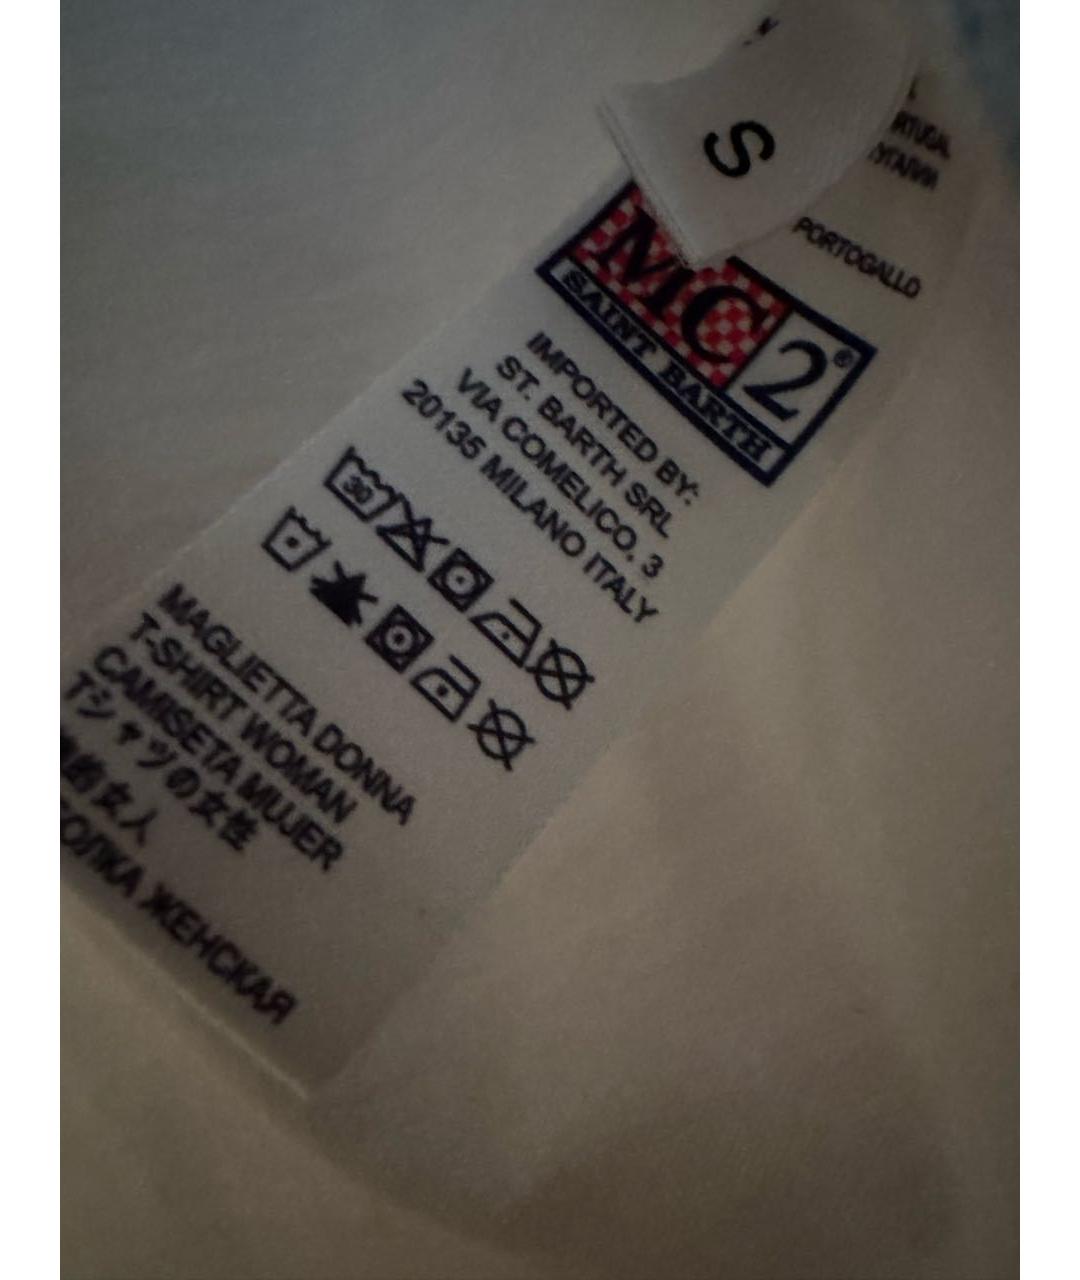 S
RTUGAL
PORTOGALLO
MC2®
SAINT BARTH
IMPORTED BY:
ST. BARTH SRL
VIA COMELICO, 3
20135 MILANO ITALY
30
MAGLIETTA DONNA
T-SHIRT WOMAN
CAMISETA MUJER
Tシャツの女性
女人
ОЛКА ЖЕНСКАЯ